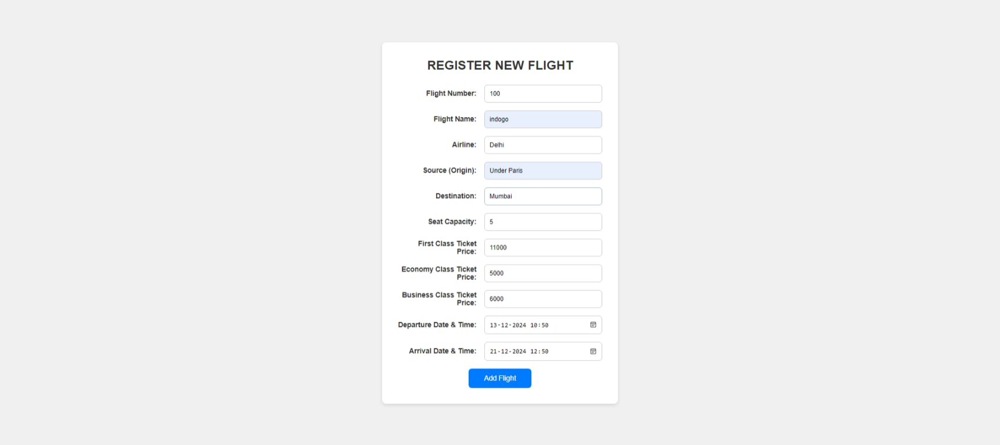 REGISTER NEW FLIGHT
Flight Number: 100
Flight Name: indogo
Airline: Delhi
Source (Origin): Under Paris
Destination: Mumbai
Seat Capacity: 5
First Class Ticket
Price: 11000
Economy Class Ticket
Price: 5000
Business Class Ticket
Price: 6000
Departure Date & Time: 13-12-2024 10:50
Arrival Date & Time: 21-12-2024 12:50
Add Flight